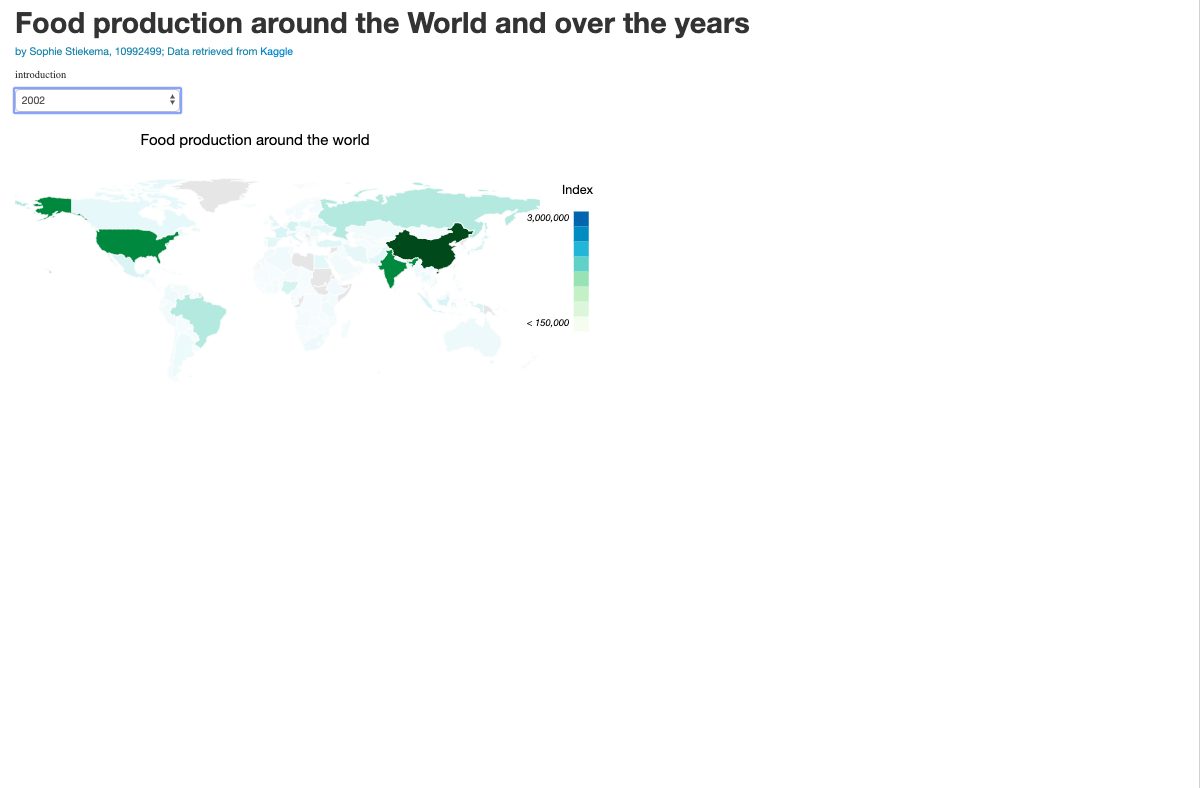 Food production around the World and over the years
by Sophie Stiekema, 10992499; Data retrieved from Kaggle
introduction
2002
Food production around the world
Index
3,000,000
< 150,000